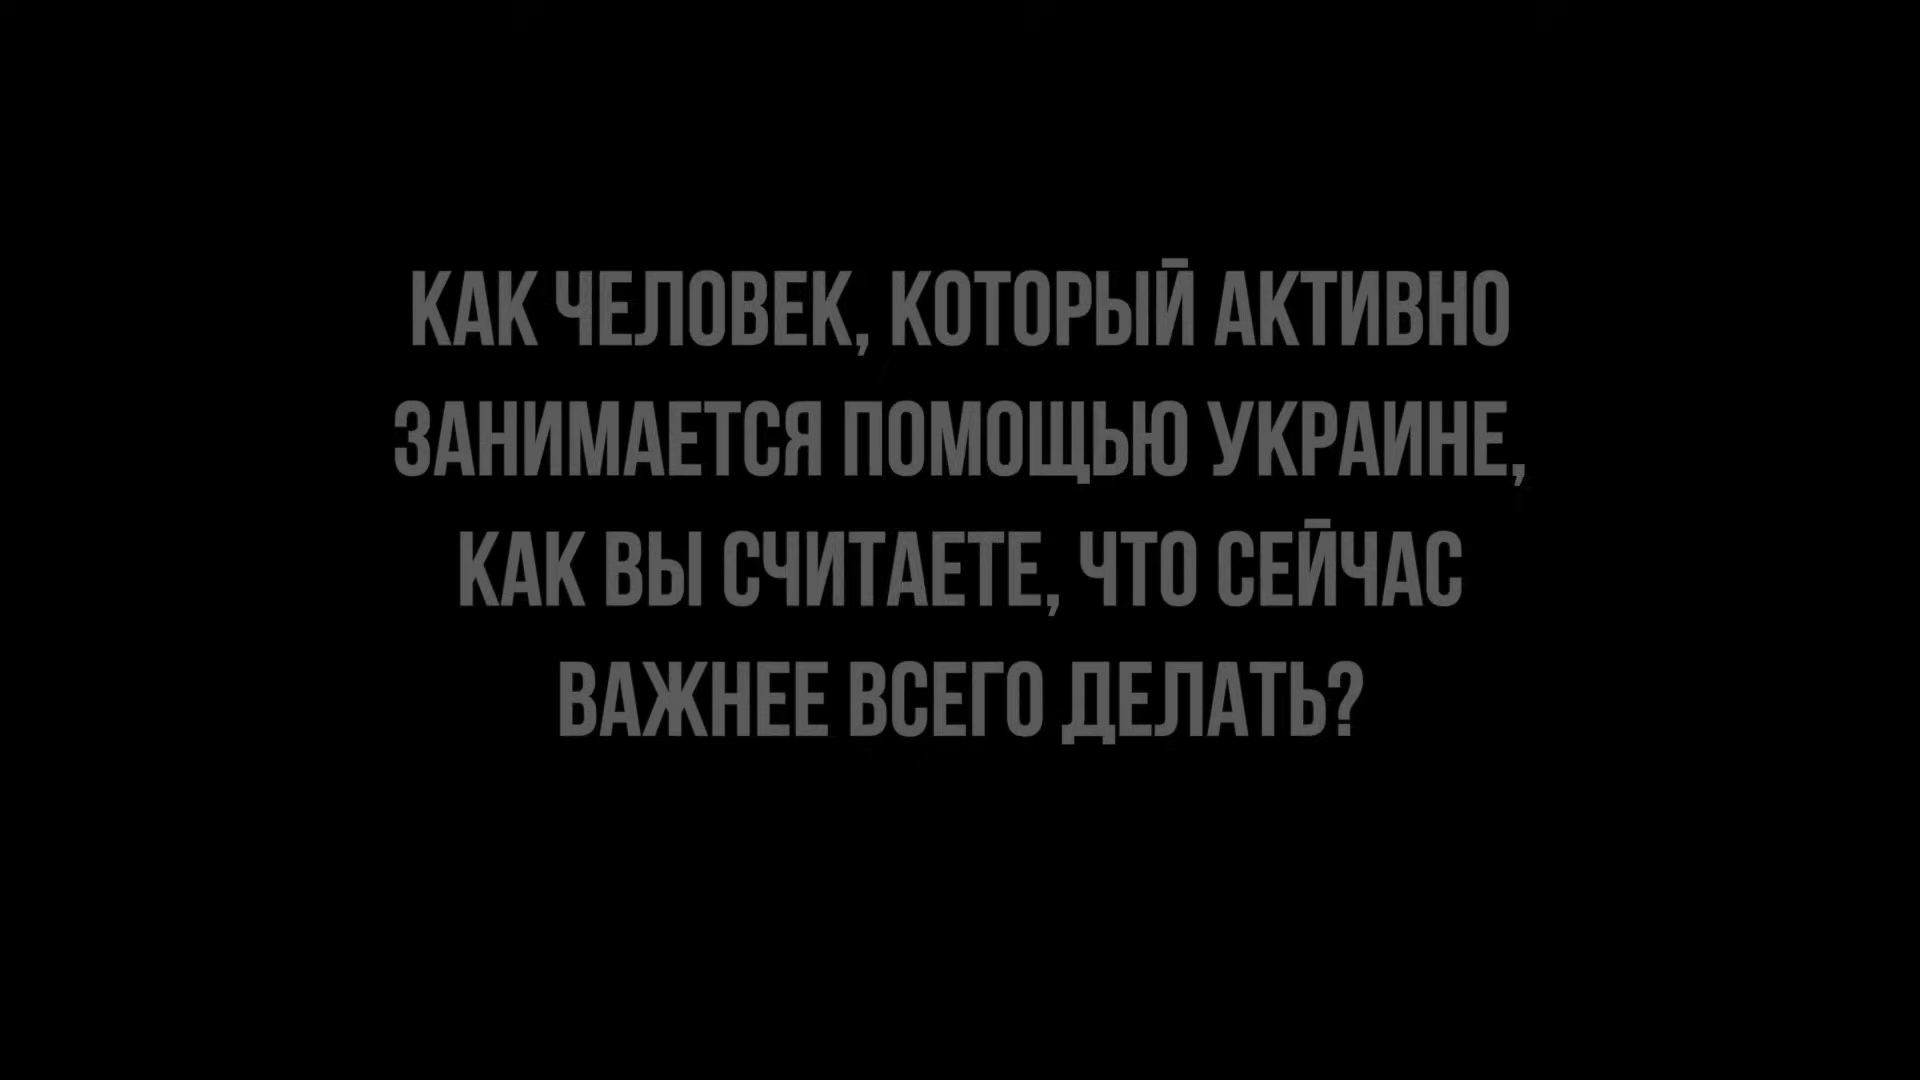 КАК ЧЕЛОВЕК, КОТОРЫЙ АКТИВНО
ЗАНИМАЕТСЯ ПОМОЩЬЮ УКРАИНЕ,
КАК ВЫ СЧИТАЕТЕ, ЧТО СЕЙЧАС
ВАЖНЕЕ ВСЕГО ДЕЛАТЬ?